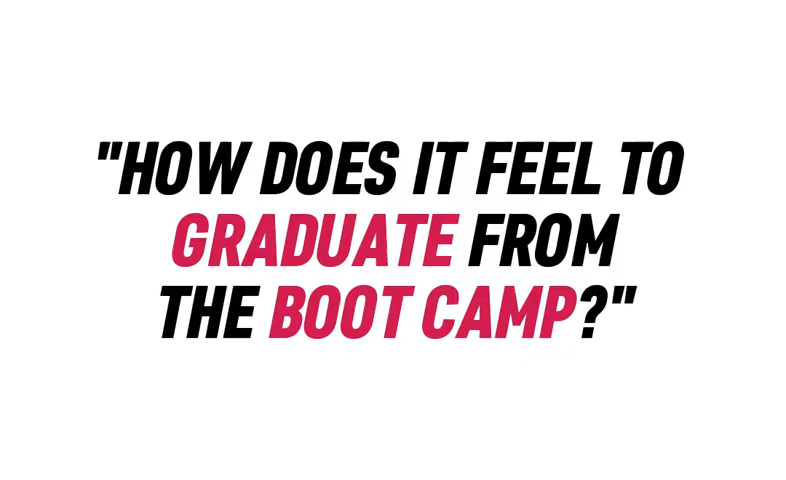 "HOW DOES IT FEEL TO
GRADUATE FROM
THE BOOT CAMP?"